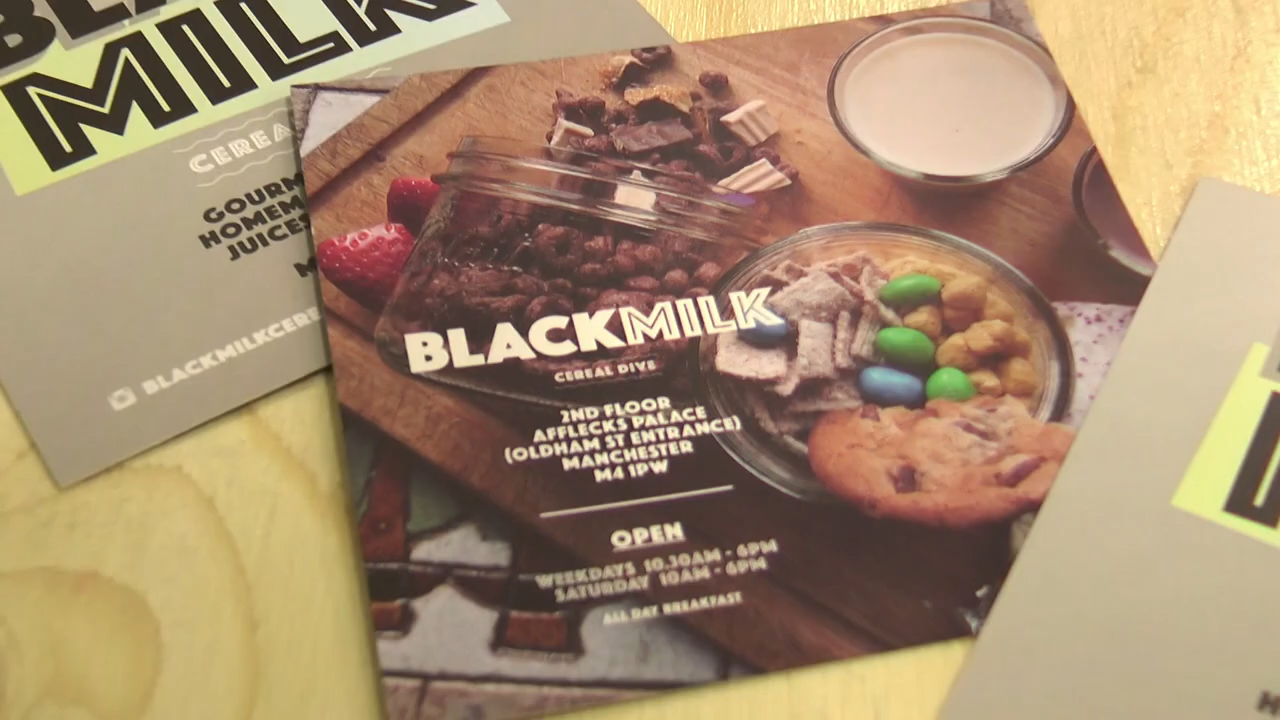 MILK
CEREA
GOURM
HOMEM
JUICES
BLACKMILKCERE
BLACKMILK
CEREAL DIVE
2ND FLOOR
AFFLECKS PALACE
(OLDHAM ST ENTRANCE)
MANCHESTER
M4 1PW
OPEN
WEEKDAYS 10.30AM - 6PM
SATURDAY 10AM - 6PM
ALL DAY BREAKFAST